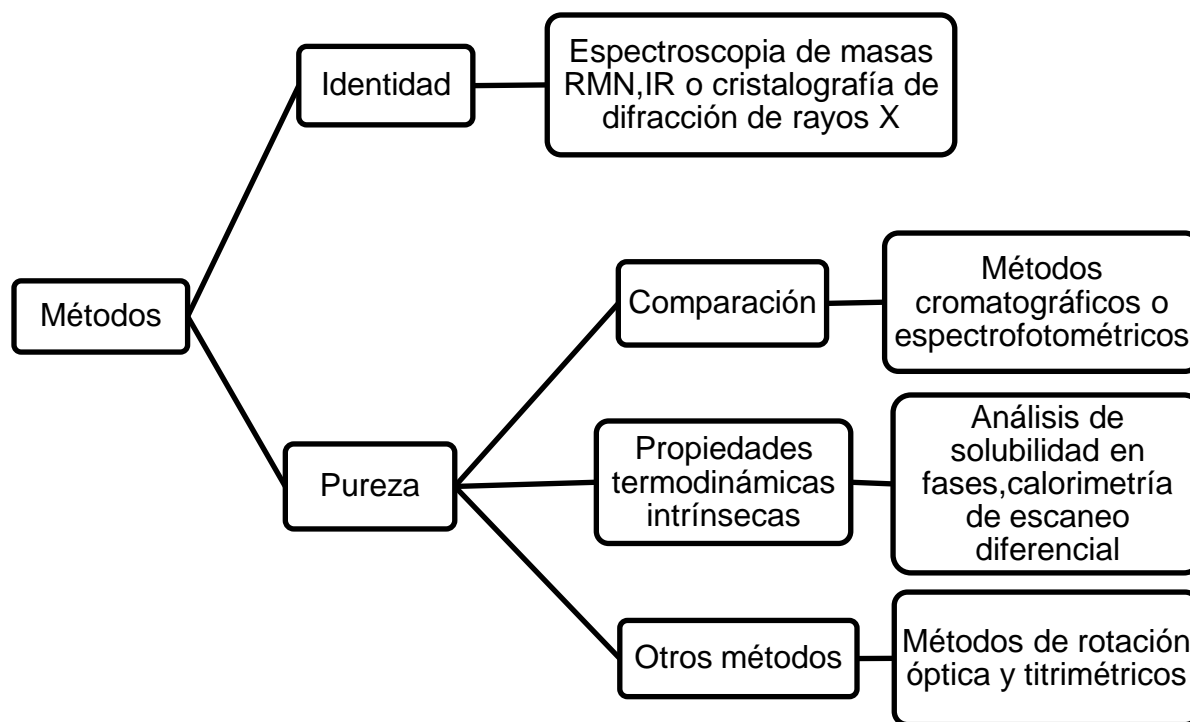 Espectroscopia de masas
RMN,IR o cristalografía de
difracción de rayos X
Identidad
Métodos
Pureza
Comparación
Métodos
cromatográficos o
espectrofotométricos
Propiedades
termodinámicas
intrínsecas
Análisis de
solubilidad en
fases,calorimetría
de escaneo
diferencial
Otros métodos
Métodos de rotación
óptica y titrimétricos